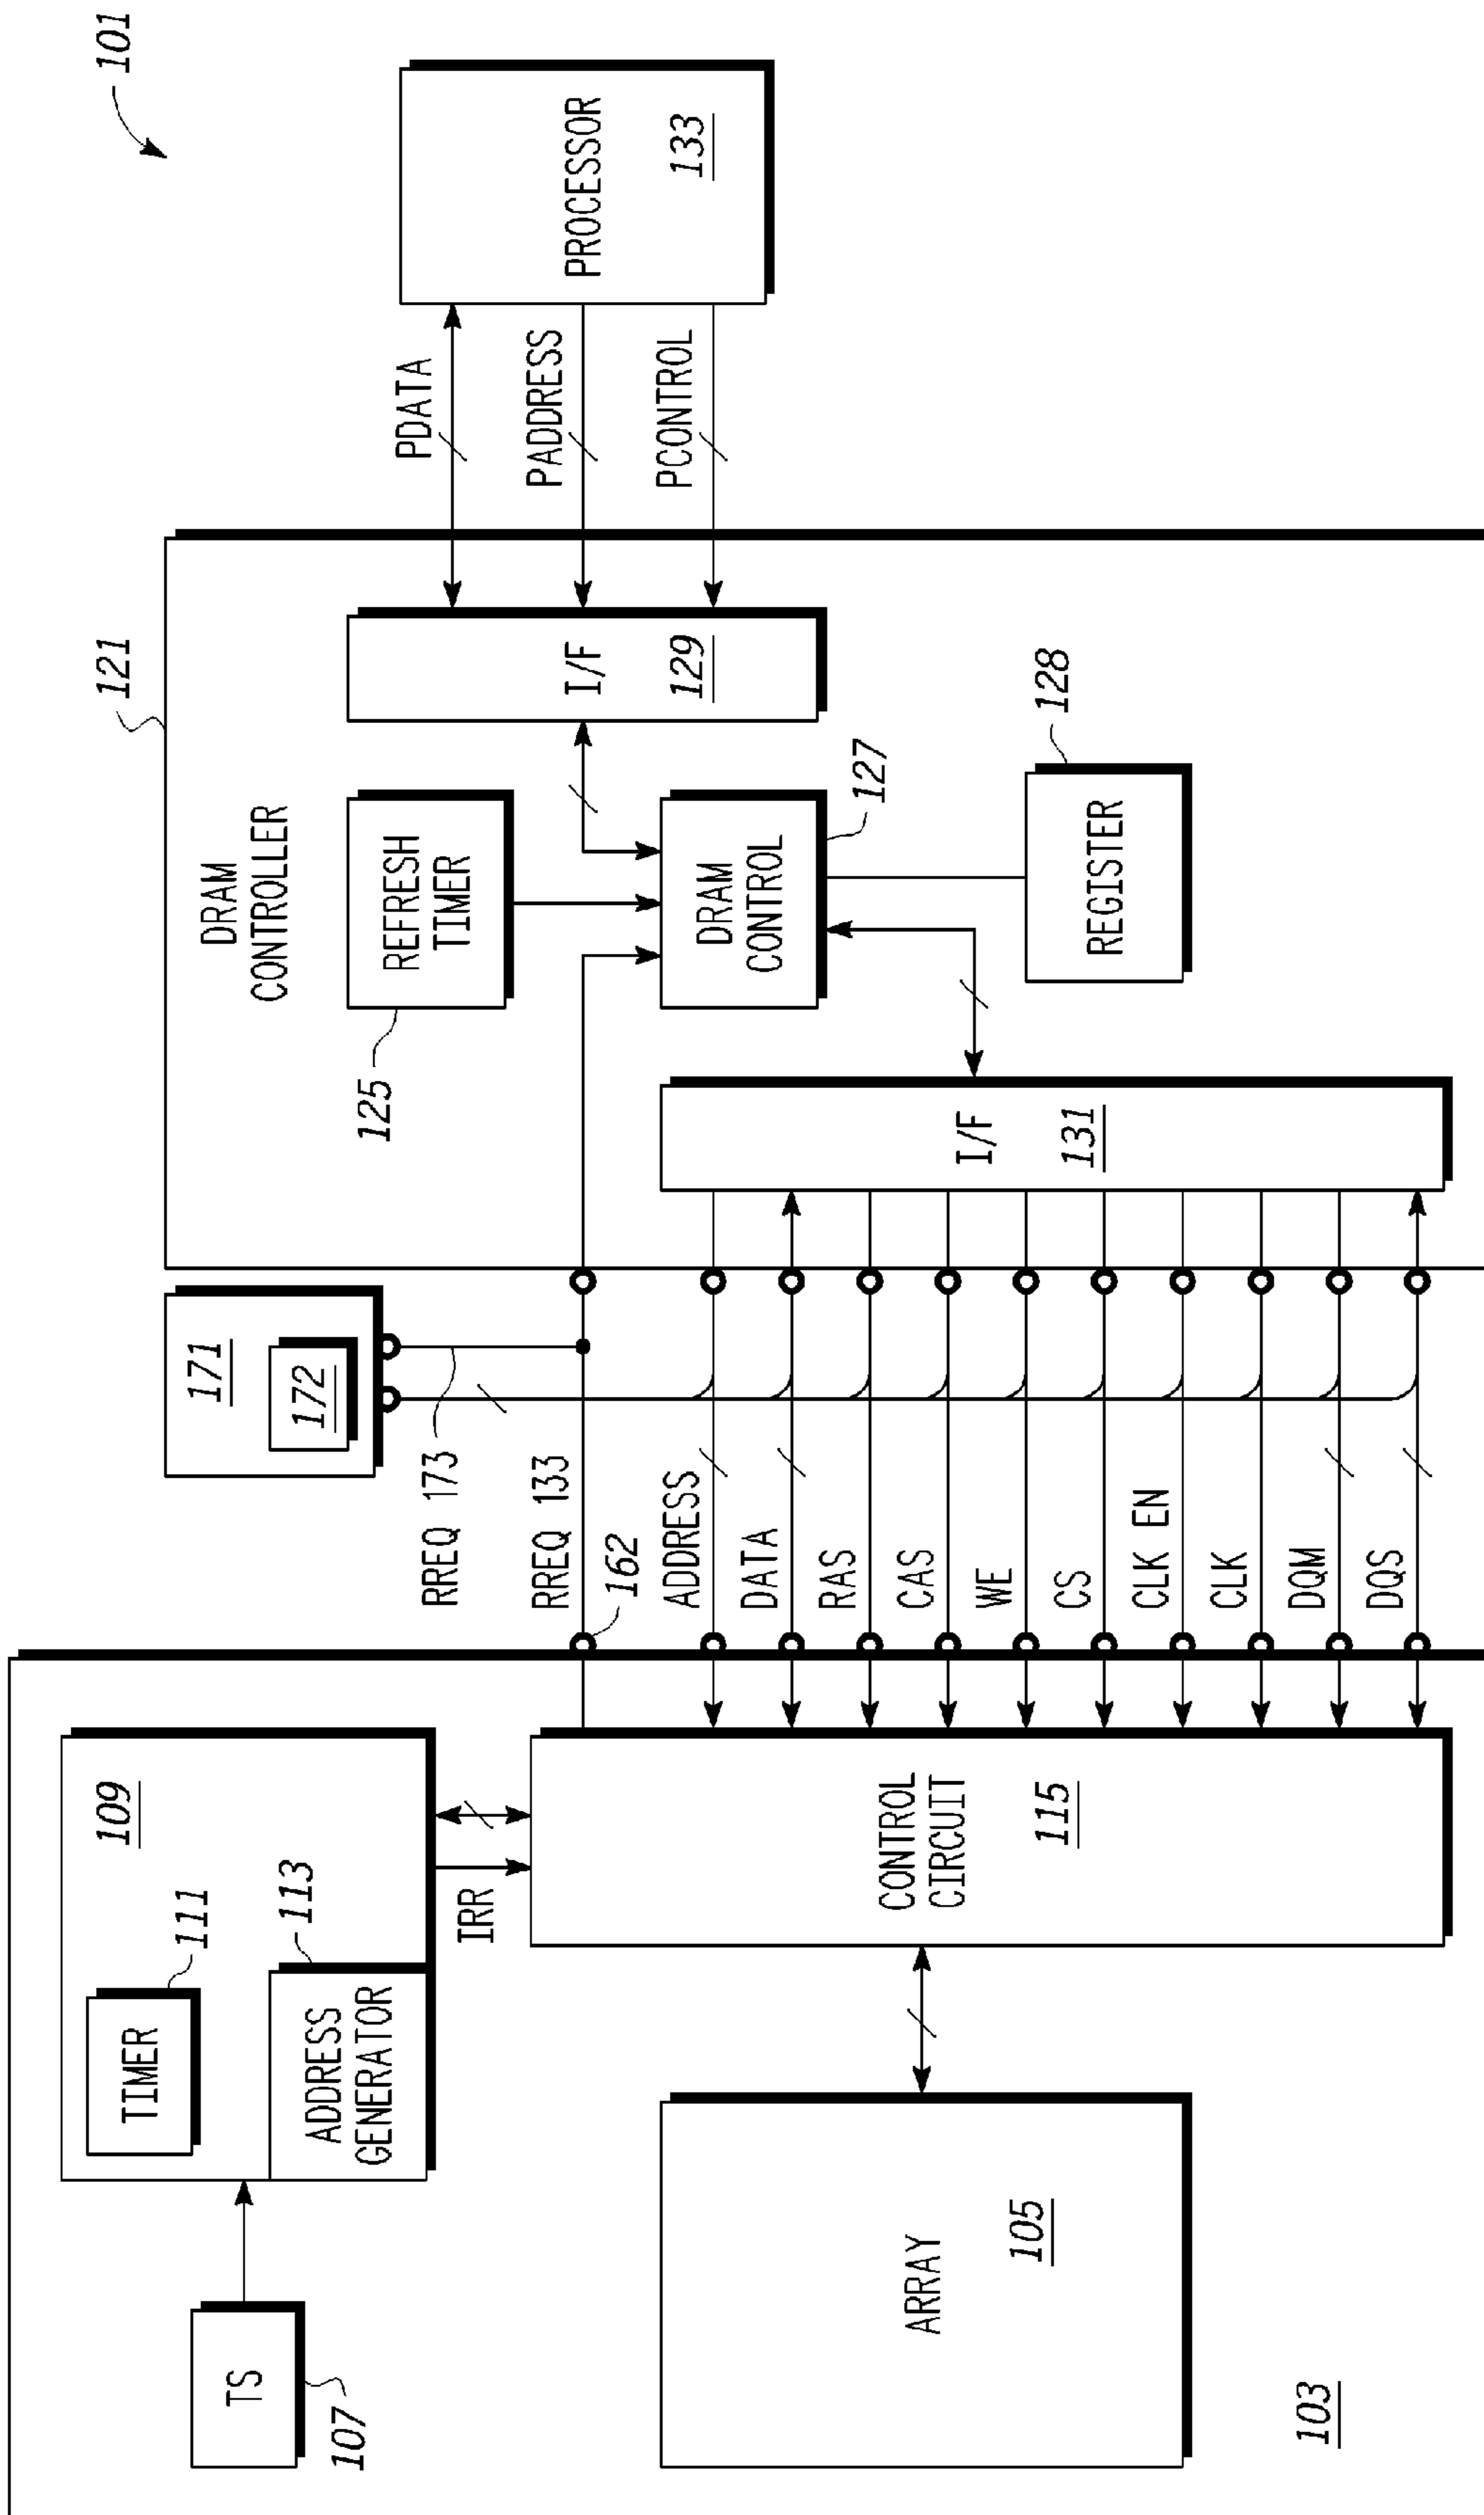 101
TS
107
TIMER
111
109
ADDRESS
GENERATOR
113
IRR
ARRAY
105
103
CONTROL
CIRCUIT
115
171
172
RREQ 173
RREQ 133
162
ADDRESS
DATA
RAS
CAS
WE
CS
CLK EN
CLK
DQM
DQS
121
DRAM
CONTROLLER
REFRESH
TIMER
125
DRAM
CONTROL
127
I/F
129
I/F
131
REGISTER
128
PDATA
PADDRESS
PCONTROL
PROCESSOR
133